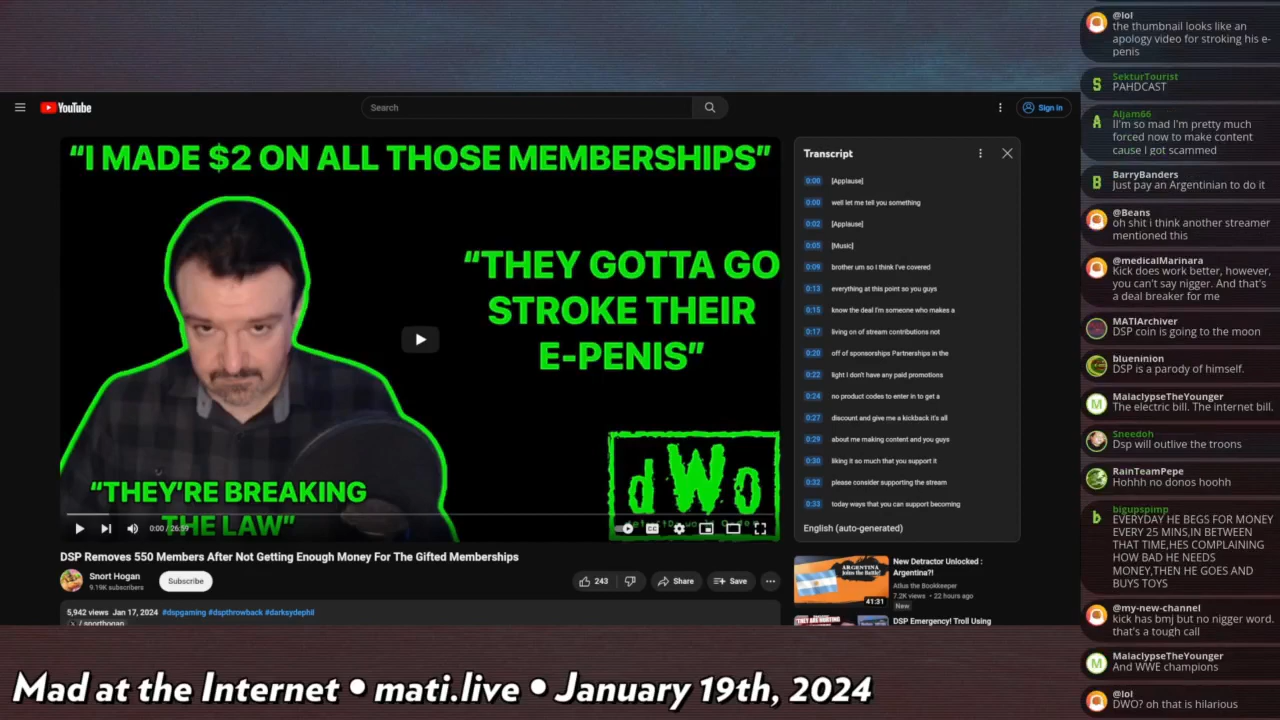 YouTube
Search
Sign in
“I MADE $2 ON ALL THOSE MEMBERSHIPS”
“THEY GOTTA GO
STROKE THEIR
E-PENIS”
dWo
“THEY’RE BREAKING
THE LAW”
0:00 / 26:59
Transcript
0:00 [Applause]
0:00 well let me tell you something
0:02 [Applause]
0:05 [Music]
0:09 brother um so I think I've covered
0:13 everything at this point so you guys
0:15 know the deal I'm someone who makes a
0:17 living on of stream contributions not
0:20 off of sponsorships Partnerships in the
0:22 light I don't have any paid promotions
0:24 no product codes to enter in to get a
0:27 discount and give me a kickback it's all
0:29 about me making content and you guys
0:30 liking it so much that you support it
0:32 please consider supporting the stream
0:33 today ways that you can support becoming
English (auto-generated)
DSP Removes 550 Members After Not Getting Enough Money For The Gifted Memberships
Snort Hogan
9.19K subscribers
Subscribe
243
Share
Save
5,942 views Jan 17, 2024 #dspgaming #dspthrowback #darksydephil
/ snorthogan
New Detractor Unlocked :
Argentina?!
Atlus the Bookkeeper
7.2K views • 22 hours ago
New
41:31
ARGENTINA
Joins the Battle!
DSP Emergency! Troll Using
@lol
the thumbnail looks like an
apology video for stroking his e-
penis
SekturTourist
PAHDCAST
Aljam66
II'm so mad I'm pretty much
forced now to make content
cause I got scammed
BarryBanders
Just pay an Argentinian to do it
@Beans
oh shit i think another streamer
mentioned this
@medicalMarinara
Kick does work better, however,
you can't say nigger. And that's
a deal breaker for me
MATIArchiver
DSP coin is going to the moon
blueninion
DSP is a parody of himself.
MalaclypseTheYounger
The electric bill. The internet bill.
Sneedoh
Dsp will outlive the troons
RainTeamPepe
Hohhh no donos hoohh
bigupspimp
EVERYDAY HE BEGS FOR MONEY
EVERY 25 MINS,IN BETWEEN
THAT TIME,HES COMPLAINING
HOW BAD HE NEEDS
MONEY,THEN HE GOES AND
BUYS TOYS
@my-new-channel
kick has bmj but no nigger word.
that's a tough call
MalaclypseTheYounger
And WWE champions
@lol
DWO? oh that is hilarious
Mad at the Internet • mati.live • January 19th, 2024